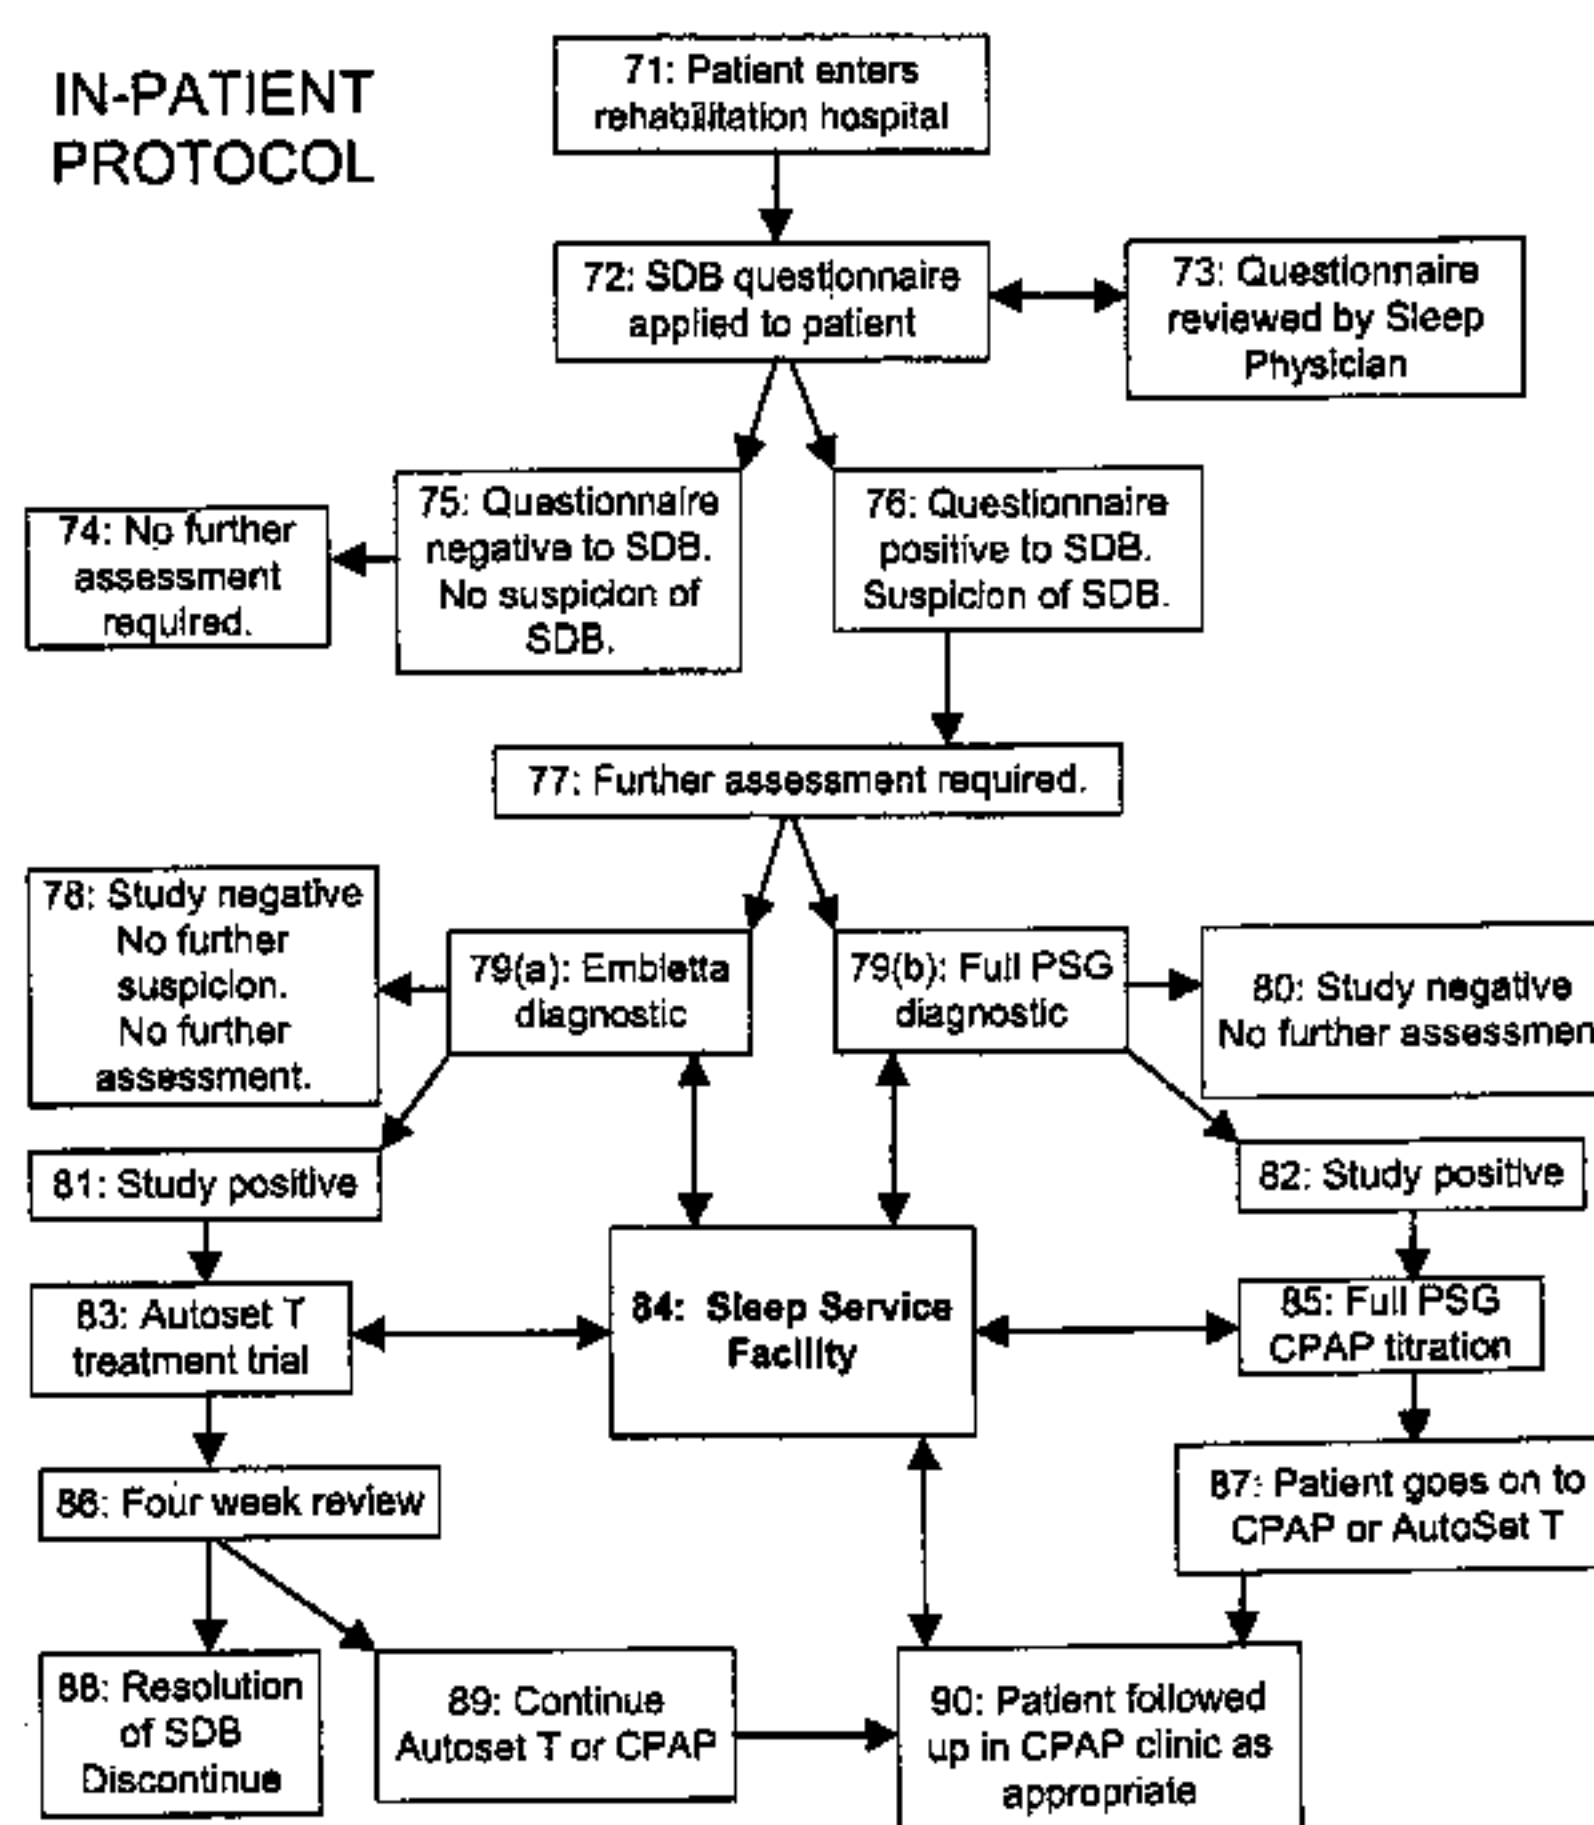 IN-PATIENT
PROTOCOL
71: Patient enters
rehabilitation hospital
72: SDB questionnaire
applied to patient
73: Questionnaire
reviewed by Sleep
Physician
74: No further
assessment
required.
75: Questionnaire
negative to SDB.
No suspicion of
SDB.
76: Questionnaire
positive to SDB.
Suspicion of SDB.
77: Further assessment required.
78: Study negative
No further
suspicion.
No further
assessment.
79(a): Embletta
diagnostic
79(b): Full PSG
diagnostic
80: Study negative
No further assessmen
81: Study positive
82: Study positive
83: Autoset T
treatment trial
84: Sleep Service
Facility
85: Full PSG
CPAP titration
86: Four week review
87: Patient goes on to
CPAP or AutoSet T
88: Resolution
of SDB
Discontinue
89: Continue
Autoset T or CPAP
90: Patient followed
up in CPAP clinic as
appropriate